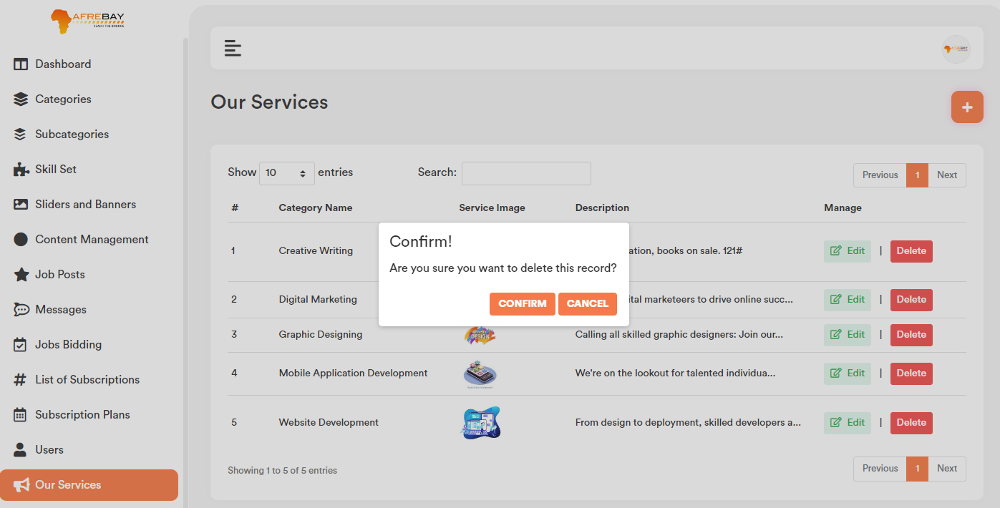 AFREBAY
REACH THE SOURCE
Dashboard
Categories
Subcategories
Skill Set
Sliders and Banners
Content Management
Job Posts
Messages
Jobs Bidding
List of Subscriptions
Subscription Plans
Users
Our Services
Our Services
Show 10 entries Search: Previous 1 Next
# Category Name Service Image Description Manage
1 Creative Writing ation, books on sale. 121# Edit | Delete
Confirm!
Are you sure you want to delete this record?
CONFIRM CANCEL
2 Digital Marketing ital marketeers to drive online succ... Edit | Delete
3 Graphic Designing DESIGN Calling all skilled graphic designers: Join our... Edit | Delete
4 Mobile Application Development We're on the lookout for talented individua... Edit | Delete
5 Website Development From design to deployment, skilled developers a... Edit | Delete
Showing 1 to 5 of 5 entries Previous 1 Next